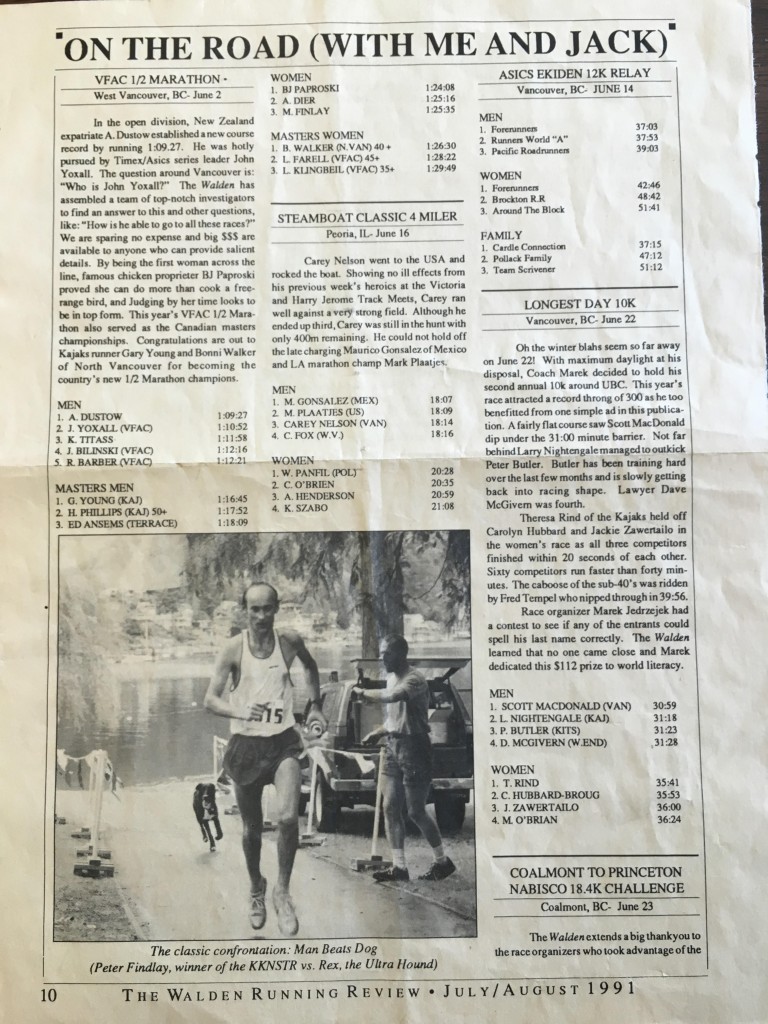 "ON THE ROAD (WITH ME AND JACK)"
VFAC 1/2 MARATHON -
West Vancouver, BC- June 2
In the open division, New Zealand
expatriate A. Dustow established a new course
record by running 1:09.27. He was hotly
pursued by Timex/Asics series leader John
Yoxall. The question around Vancouver is:
"Who is John Yoxall?" The Walden has
assembled a team of top-notch investigators
to find an answer to this and other questions,
like: "How is he able to go to all these races?"
We are sparing no expense and big $$$ are
available to anyone who can provide salient
details. By being the first woman across the
line, famous chicken proprieter BJ Paproski
proved she can do more than cook a free-
range bird, and Judging by her time looks to
be in top form. This year's VFAC 1/2 Mara-
thon also served as the Canadian masters
championships. Congratulations are out to
Kajaks runner Gary Young and Bonni Walker
of North Vancouver for becoming the
country's new 1/2 Marathon champions.
MEN
1. A. DUSTOW 1:09:27
2. J. YOXALL (VFAC) 1:10:52
3. K. TITASS 1:11:58
4. J. BILINSKI (VFAC) 1:12:16
5. R. BARBER (VFAC) 1:12:21
MASTERS MEN
1. G. YOUNG (KAJ) 1:16:45
2. H. PHILLIPS (KAJ) 50+ 1:17:52
3. ED ANSEMS (TERRACE) 1:18:09
WOMEN
1. BJ PAPROSKI 1:24:08
2. A. DIER 1:25:16
3. M. FINLAY 1:25:35
MASTERS WOMEN
1. B. WALKER (N.VAN) 40 + 1:26:30
2. L. FARELL (VFAC) 45+ 1:28:22
3. L. KLINGBEIL (VFAC) 35+ 1:29:49
STEAMBOAT CLASSIC 4 MILER
Peoria, IL- June 16
Carey Nelson went to the USA and
rocked the boat. Showing no ill effects from
his previous week's heroics at the Victoria
and Harry Jerome Track Meets, Carey ran
well against a very strong field. Although he
ended up third, Carey was still in the hunt with
only 400m remaining. He could not hold off
the late charging Maurico Gonsalez of Mexico
and LA marathon champ Mark Plaatjes.
MEN
1. M. GONSALEZ (MEX) 18:07
2. M. PLAATJES (US) 18:09
3. CAREY NELSON (VAN) 18:14
4. C. FOX (W.V.) 18:16
WOMEN
1. W. PANFIL (POL) 20:28
2. C. O'BRIEN 20:35
3. A. HENDERSON 20:59
4. K. SZABO 21:08
15
The classic confrontation: Man Beats Dog
(Peter Findlay, winner of the KKNSTR vs. Rex, the Ultra Hound)
ASICS EKIDEN 12K RELAY
Vancouver, BC- JUNE 14
MEN
1. Forerunners 37:03
2. Runners World "A" 37:53
3. Pacific Roadrunners 39:03
WOMEN
1. Forerunners 42:46
2. Brockton R.R 48:42
3. Around The Block 51:41
FAMILY
1. Cardle Connection 37:15
2. Pollack Family 47:12
3. Team Scrivener 51:12
LONGEST DAY 10K
Vancouver, BC- June 22
Oh the winter blahs seem so far away
on June 22! With maximum daylight at his
disposal, Coach Marek decided to hold his
second annual 10k around UBC. This year's
race attracted a record throng of 300 as he too
benefitted from one simple ad in this publica-
tion. A fairly flat course saw Scott MacDonald
dip under the 31:00 minute barrier. Not far
behind Larry Nightengale managed to outkick
Peter Butler. Butler has been training hard
over the last few months and is slowly getting
back into racing shape. Lawyer Dave
McGivern was fourth.
Theresa Rind of the Kajaks held off
Carolyn Hubbard and Jackie Zawertailo in
the women's race as all three competitors
finished within 20 seconds of each other.
Sixty competitors run faster than forty min-
utes. The caboose of the sub-40's was ridden
by Fred Tempel who nipped through in 39:56.
Race organizer Marek Jedrzejek had
a contest to see if any of the entrants could
spell his last name correctly. The Walden
learned that no one came close and Marek
dedicated this $112 prize to world literacy.
MEN
1. SCOTT MACDONALD (VAN) 30:59
2. L. NIGHTENGALE (KAJ) 31:18
3. P. BUTLER (KITS) 31:23
4. D. MCGIVERN (W.END) 31:28
WOMEN
1. T. RIND 35:41
2. C. HUBBARD-BROUG 35:53
3. J. ZAWERTAILO 36:00
4. M. O'BRIAN 36:24
COALMONT TO PRINCETON
NABISCO 18.4K CHALLENGE
Coalmont, BC- June 23
The Walden extends a big thankyou to
the race organizers who took advantage of the
10 THE WALDEN RUNNING REVIEW • JULY/AUGUST 1991